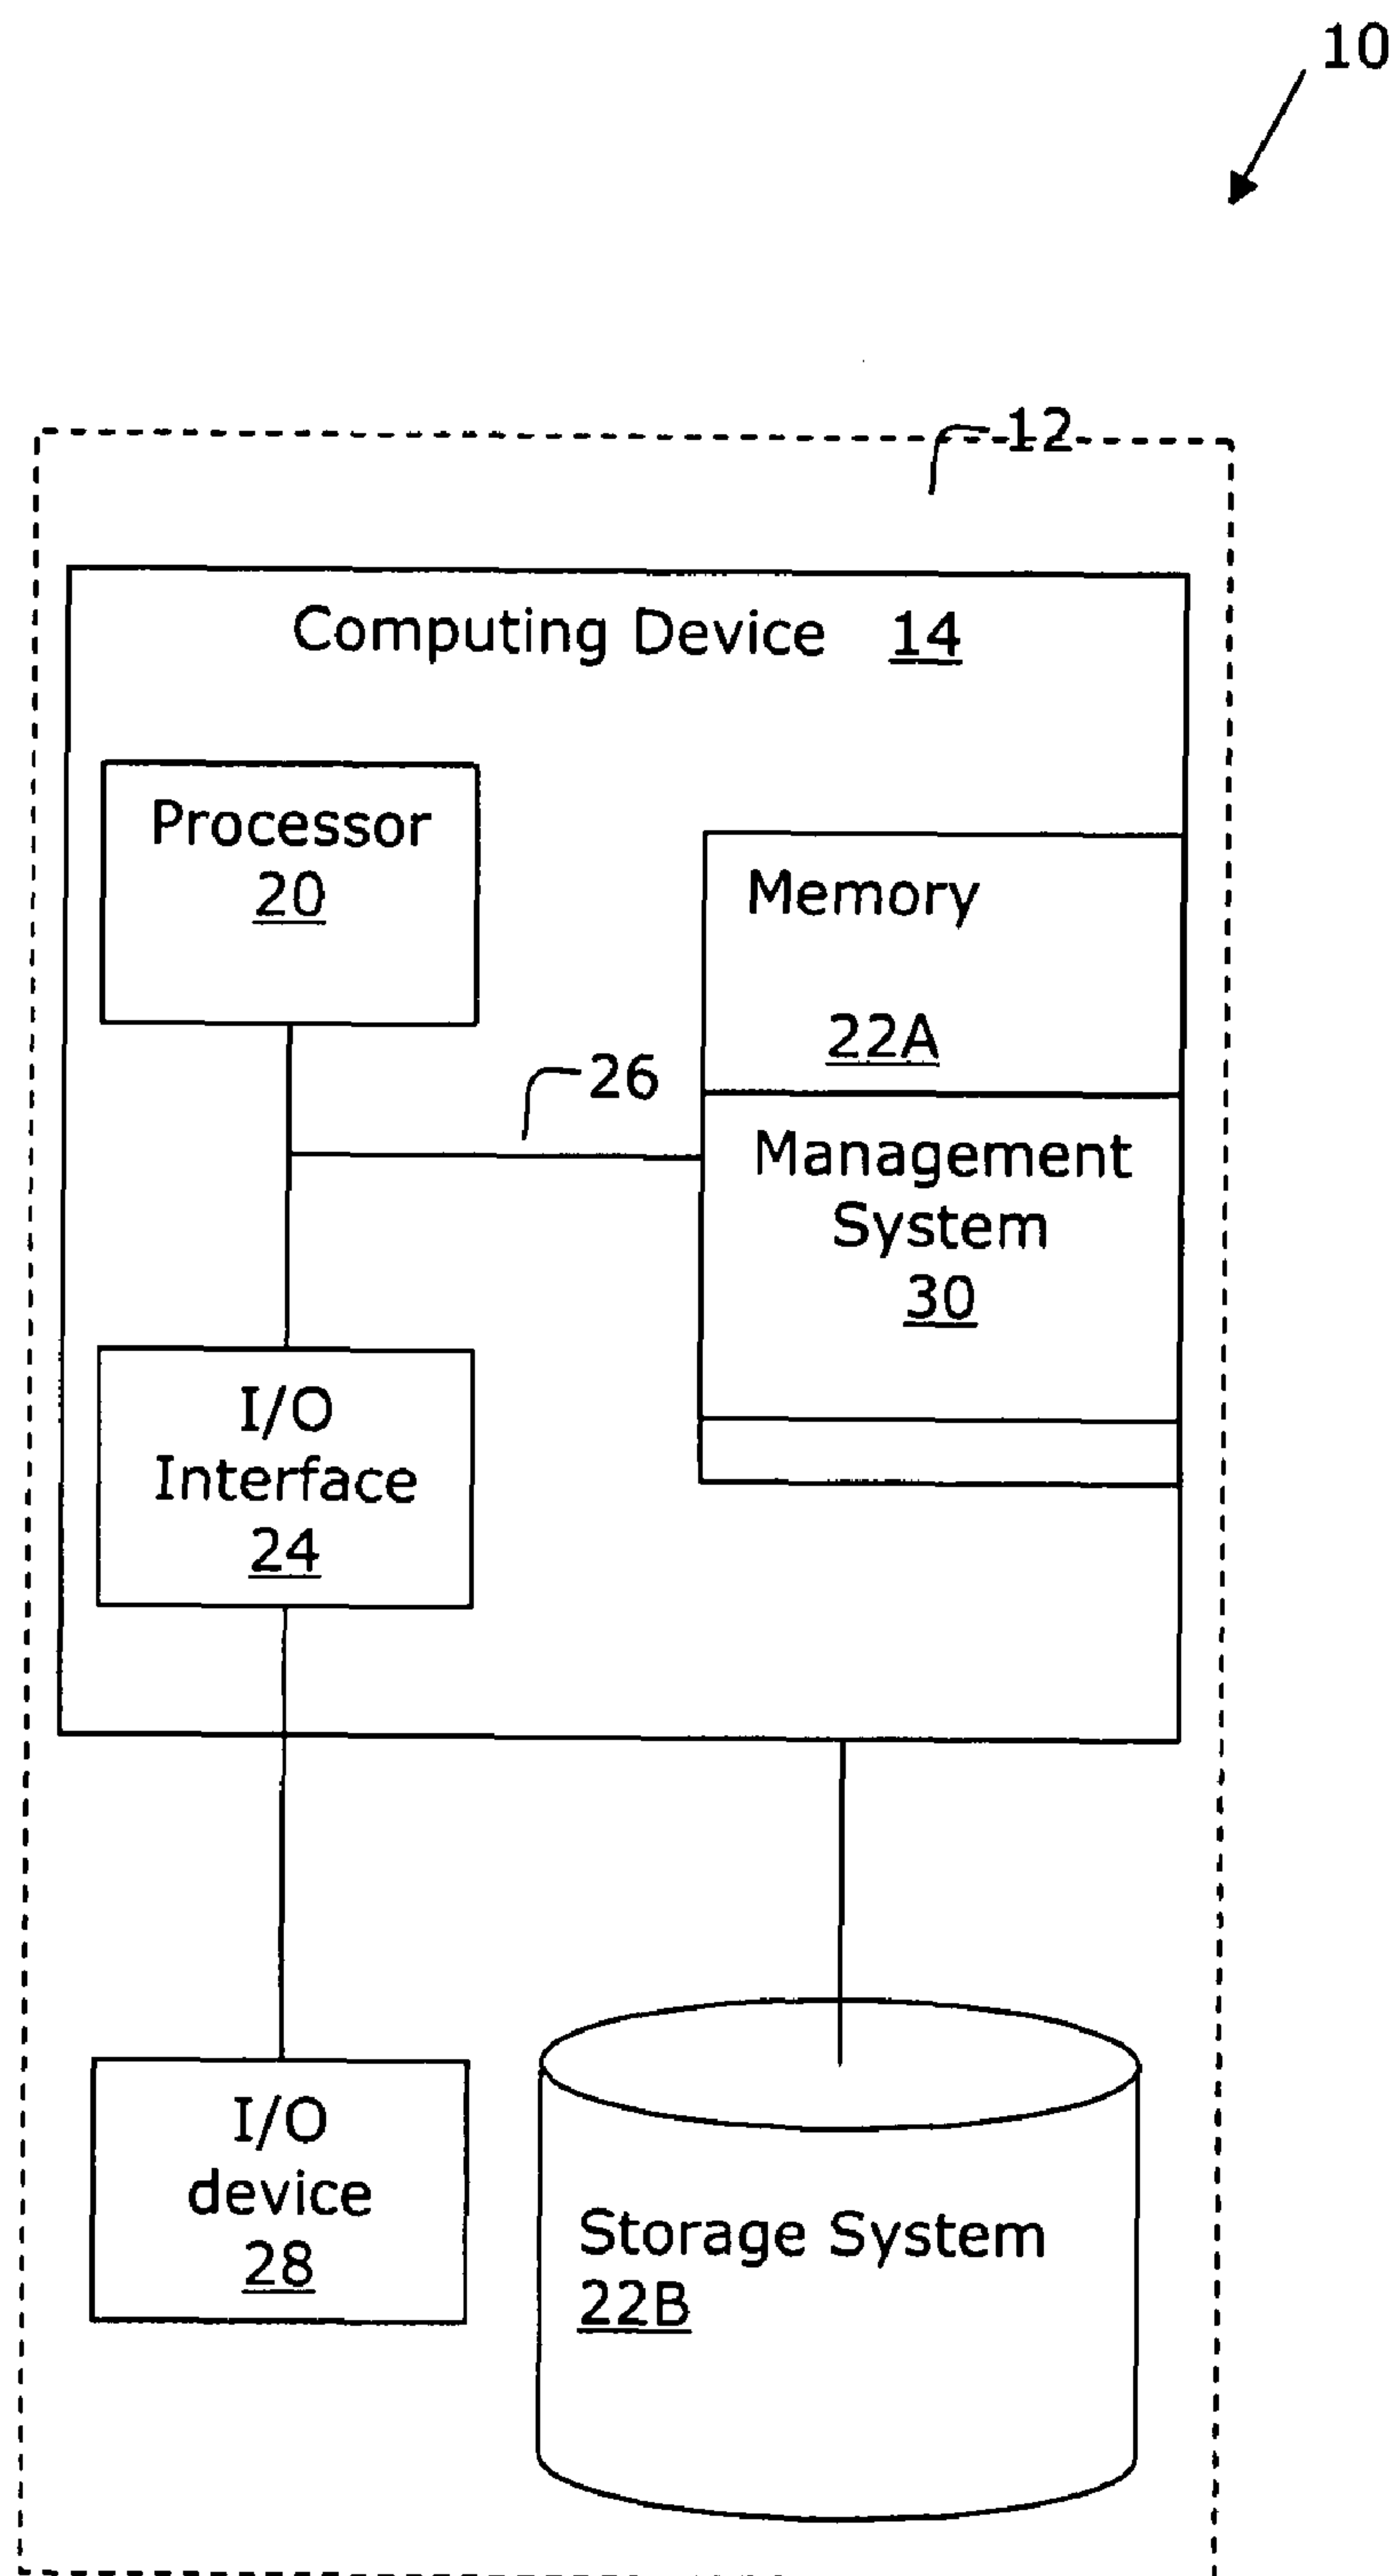 10
12
Computing Device 14
Processor
20
Memory
22A
26
Management
System
30
I/O
Interface
24
I/O
device
28
Storage System
22B